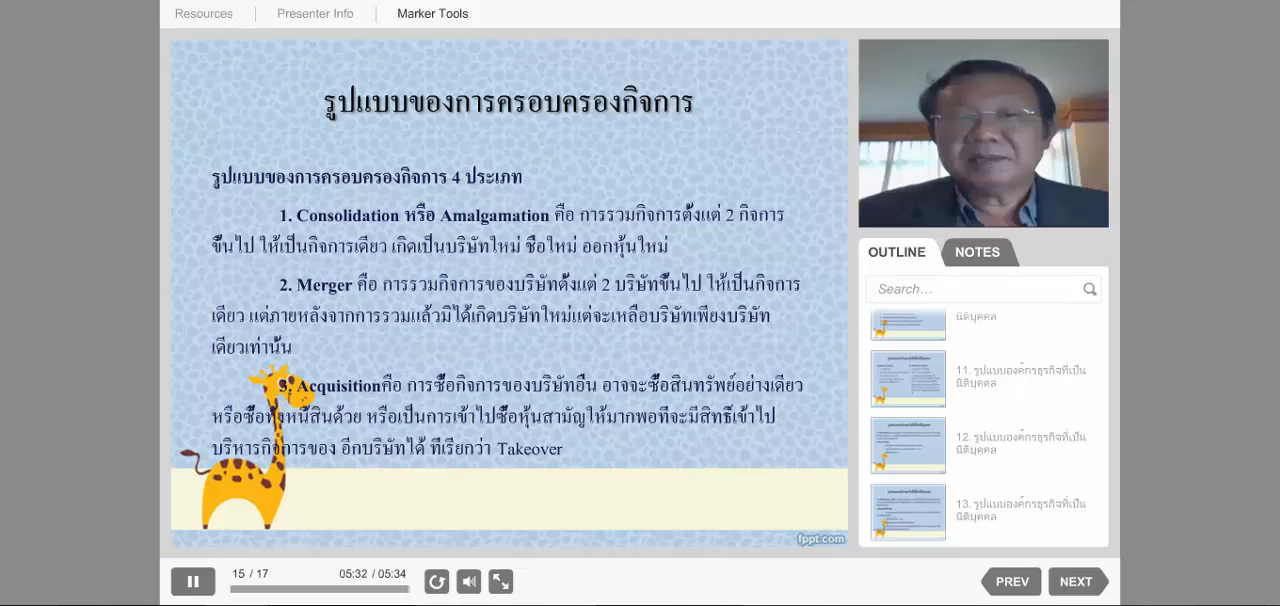 Resources
Presenter Info
Marker Tools
รูปแบบของการครอบครองกิจการ
รูปแบบของการครอบครองกิจการ 4 ประเภท
1. Consolidation หรือ Amalgamation คือ การรวมกิจการตั้งแต่ 2 กิจการ
ขึ้นไป ให้เป็นกิจการเดียว เกิดเป็นบริษัทใหม่ ชื่อใหม่ ออกหุ้นใหม่
2. Merger คือ การรวมกิจการของบริษัทตั้งแต่ 2 บริษัทขึ้นไป ให้เป็นกิจการ
เดียว แต่ภายหลังจากการรวมแล้วมิได้เกิดบริษัทใหม่แต่จะเหลือบริษัทเพียงบริษัท
เดียวเท่านั้น
3. Acquisitionคือ การซื้อกิจการของบริษัทอื่น อาจจะซื้อสินทรัพย์อย่างเดียว
หรือซื้อทั้งหนี้สินด้วย หรือเป็นการเข้าไปซื้อหุ้นสามัญให้มากพอที่จะมีสิทธิ์เข้าไป
บริหารกิจการของ อีกบริษัทได้ ที่เรียกว่า Takeover
fppt.com
OUTLINE
NOTES
Search...
นิติบุคคล
11. รูปแบบองค์กรธุรกิจที่เป็น
นิติบุคคล
12. รูปแบบองค์กรธุรกิจที่เป็น
นิติบุคคล
13. รูปแบบองค์กรธุรกิจที่เป็น
นิติบุคคล
15 / 17
05:32 / 05:34
PREV
NEXT